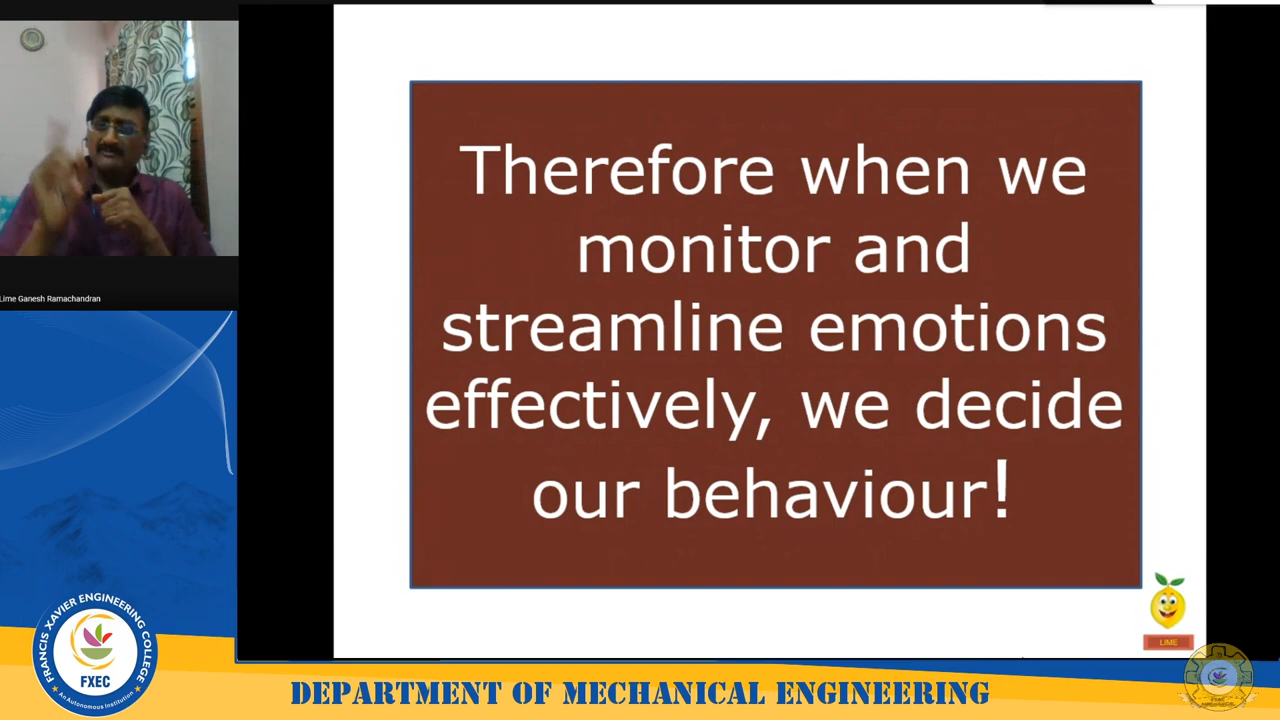 Therefore when we
monitor and
streamline emotions
effectively, we decide
our behaviour!
Lime Ganesh Ramachandran
LIME
FRANCIS XAVIER ENGINEERING COLLEGE
FXEC
An Autonomous Institution
DEPARTMENT OF MECHANICAL ENGINEERING